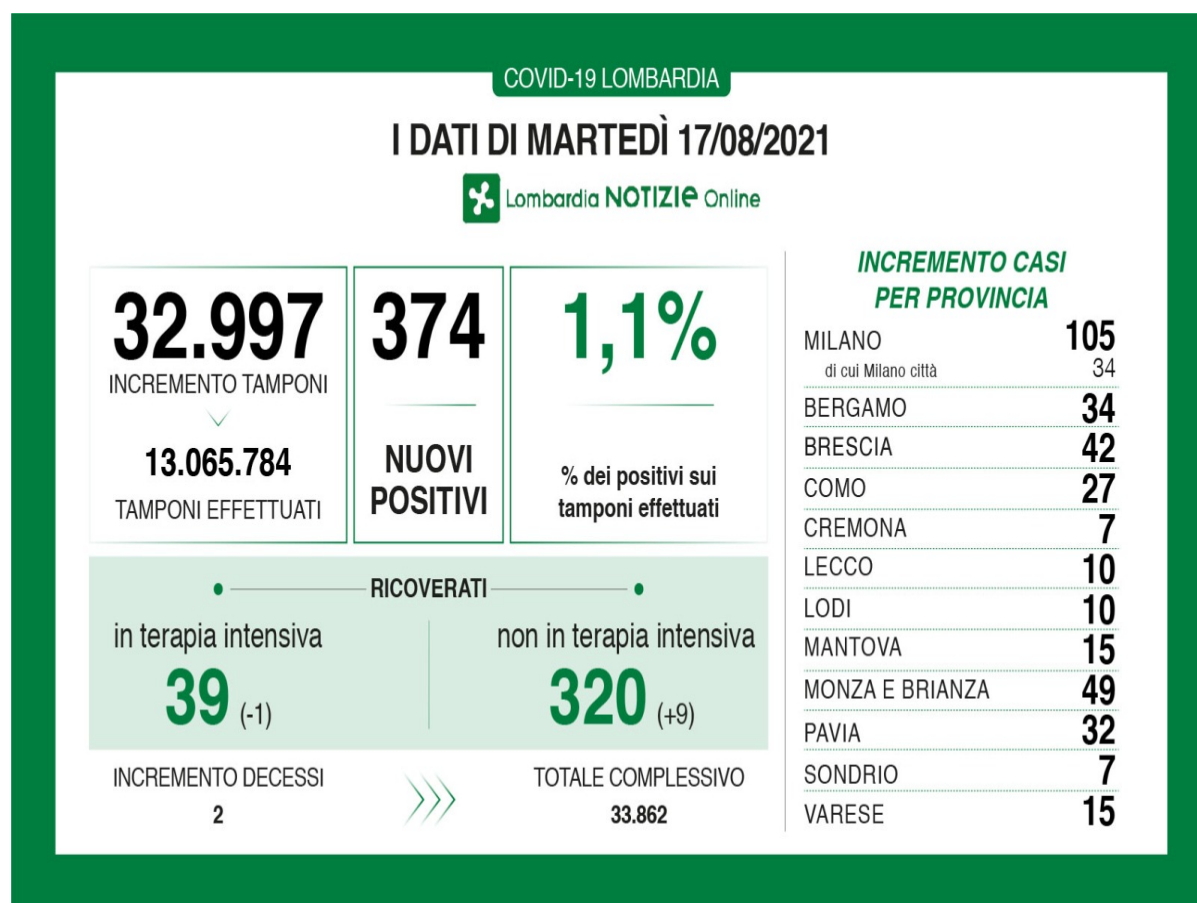 COVID-19 LOMBARDIA
I DATI DI MARTEDÌ 17/08/2021
Lombardia NOTIZIE Online
32.997
INCREMENTO TAMPONI
13.065.784
TAMPONI EFFETTUATI
374
NUOVI
POSITIVI
1,1%
% dei positivi sui
tamponi effettuati
RICOVERATI
in terapia intensiva
39 (-1)
non in terapia intensiva
320 (+9)
INCREMENTO DECESSI
2
TOTALE COMPLESSIVO
33.862
INCREMENTO CASI
PER PROVINCIA
MILANO 105
di cui Milano città 34
BERGAMO 34
BRESCIA 42
COMO 27
CREMONA 7
LECCO 10
LODI 10
MANTOVA 15
MONZA E BRIANZA 49
PAVIA 32
SONDRIO 7
VARESE 15